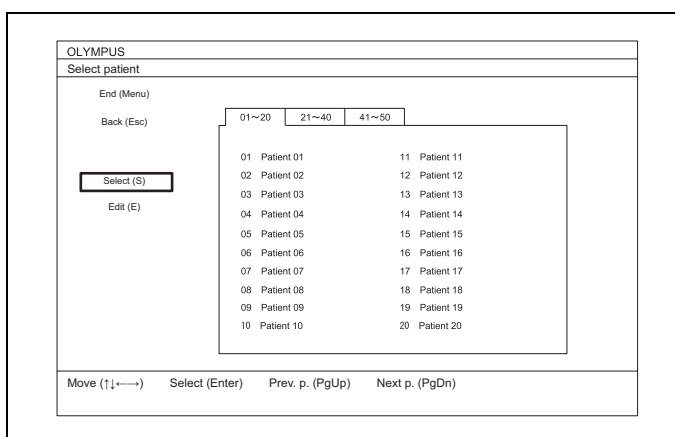 OLYMPUS
Select patient
End (Menu)
Back (Esc)
Select (S)
Edit (E)
01～20 21～40 41～50
01 Patient 01 11 Patient 11
02 Patient 02 12 Patient 12
03 Patient 03 13 Patient 13
04 Patient 04 14 Patient 14
05 Patient 05 15 Patient 15
06 Patient 06 16 Patient 16
07 Patient 07 17 Patient 17
08 Patient 08 18 Patient 18
09 Patient 09 19 Patient 19
10 Patient 10 20 Patient 20
Move (↑↓←→) Select (Enter) Prev. p. (PgUp) Next p. (PgDn)